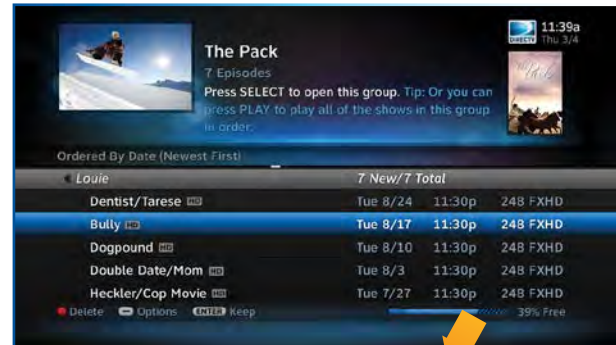 The Pack
7 Episodes
Press SELECT to open this group. Tip: Or you can
press PLAY to play all of the shows in this group
in order.
DIRECTV
11:39a
Thu 3/4
Ordered By Date (Newest First)
Louie 7 New/7 Total
Dentist/Tarese HD Tue 8/24 11:30p 248 FXHD
Bully HD Tue 8/17 11:30p 248 FXHD
Dogpound HD Tue 8/10 11:30p 248 FXHD
Double Date/Mom HD Tue 8/3 11:30p 248 FXHD
Heckler/Cop Movie HD Tue 7/27 11:30p 248 FXHD
Delete Options ENTER Keep 39% Free